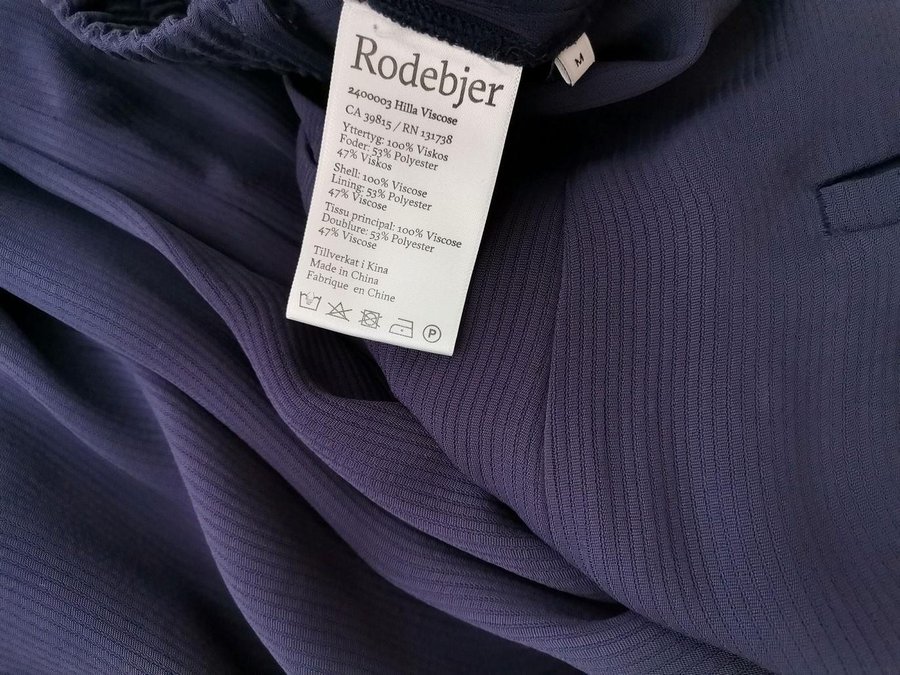 Rodebjer
M
2400003 Hilla Viscose
CA 39815 / RN 131738
Yttertyg: 100% Viskos
Foder: 53% Polyester
47% Viskos
Shell: 100% Viscose
Lining: 53% Polyester
47% Viscose
Tissu principal: 100% Viscose
Doublure: 53% Polyester
47% Viscose
Tillverkat i Kina
Made in China
Fabrique en Chine
P